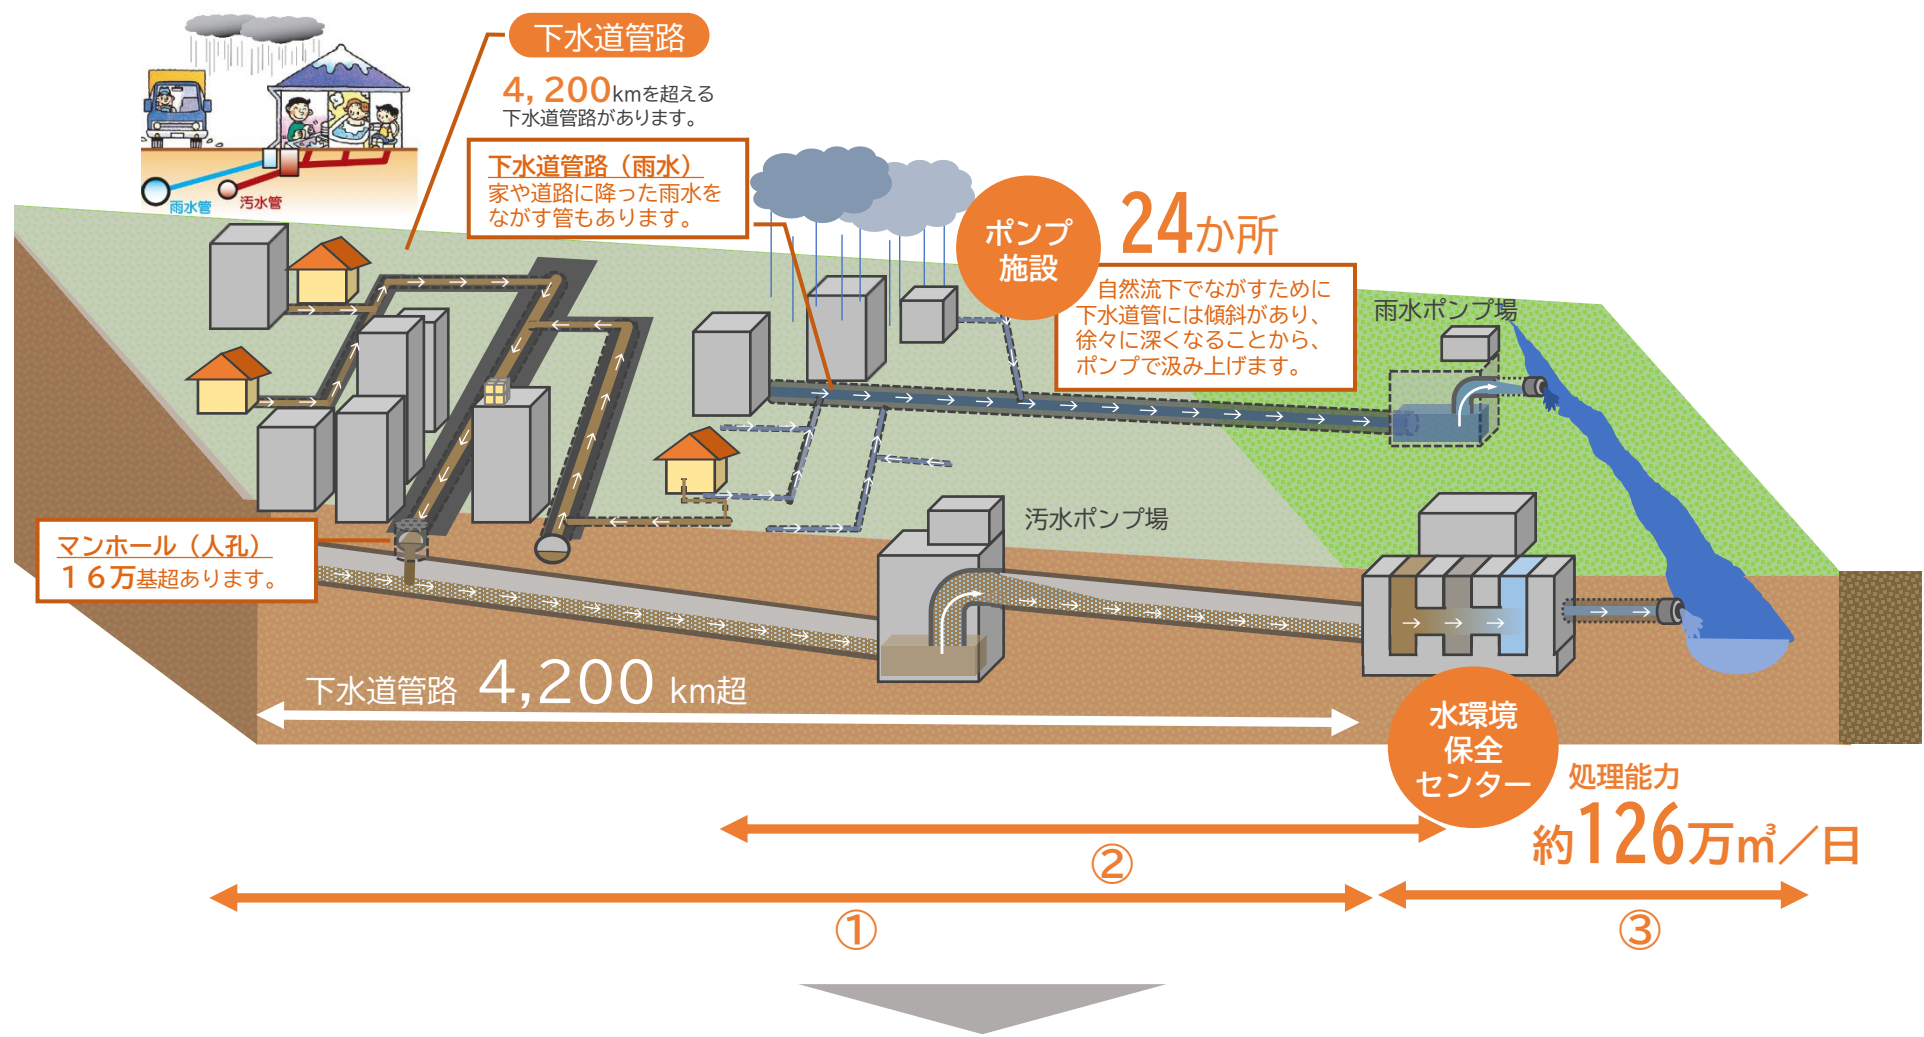 下水道管路
4,200kmを超える
下水道管路があります。
雨水管
汚水管
下水道管路（雨水）
家や道路に降った雨水を
ながす管もあります。
ポンプ
施設
24か所
自然流下でながすために
下水道管には傾斜があり、
徐々に深くなることから、
ポンプで汲み上げます。
雨水ポンプ場
汚水ポンプ場
マンホール（人孔）
１６万基超あります。
下水道管路 4,200 km超
水環境
保全
センター
処理能力
約126万㎥／日
②
①
③